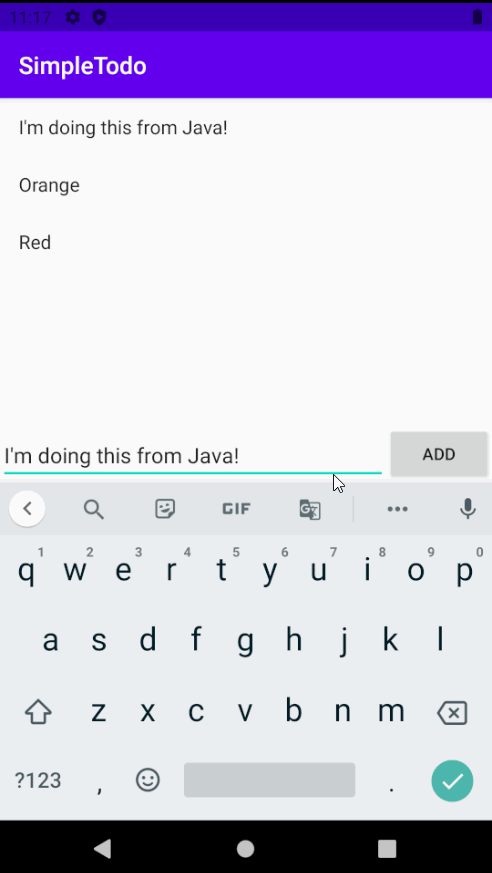 11:17
SimpleTodo
I'm doing this from Java!
Orange
Red
I'm doing this from Java!
ADD
GIF
1 2 3 4 5 6 7 8 9 0
q w e r t y u i o p
a s d f g h j k l
z x c v b n m
?123 , .